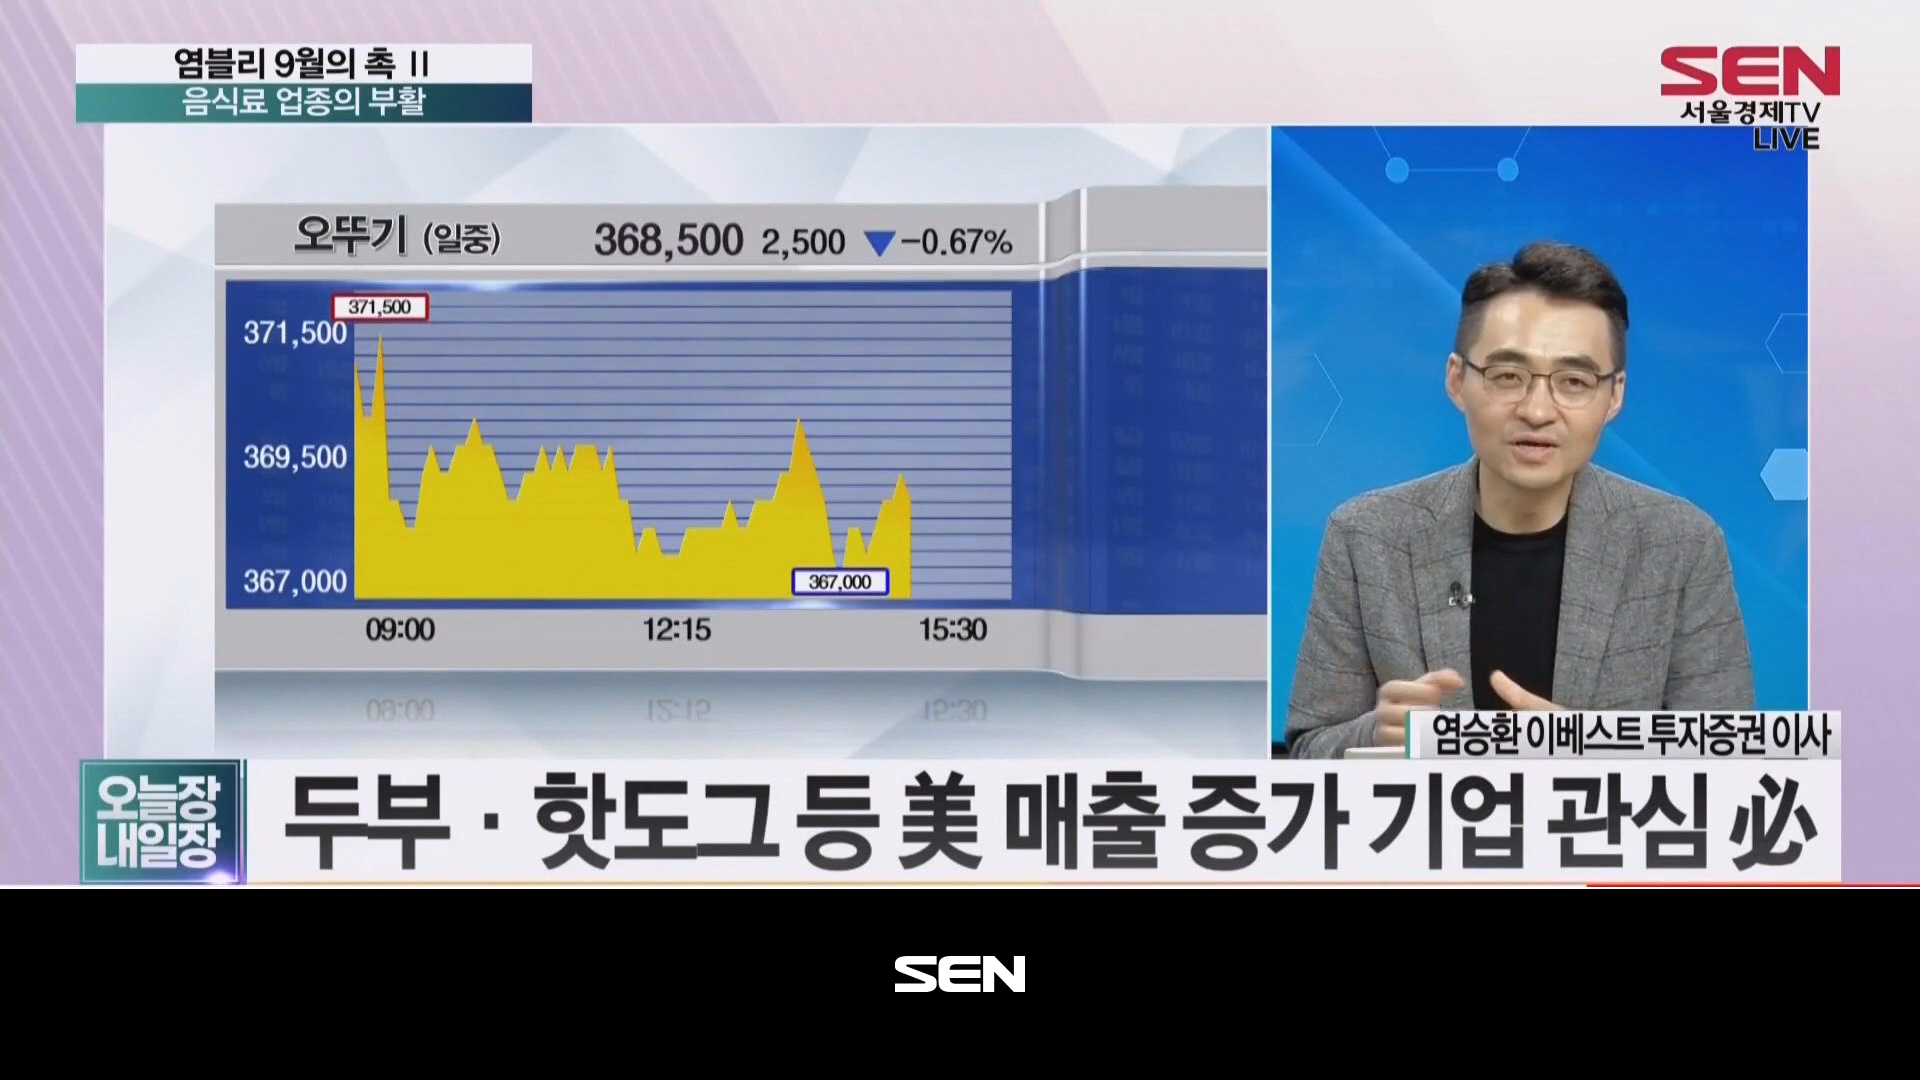 염블리 9월의 촉 II
음식료 업종의 부활
SEN
서울경제TV
LIVE
오뚜기 (일중) 368,500 2,500 ▼-0.67%
371,500
371,500
369,500
367,000
367,000
09:00 12:15 15:30
염승환 이베스트투자증권 이사
오늘장
내일장
두부·핫도그 등 美 매출 증가 기업 관심 必
SEN